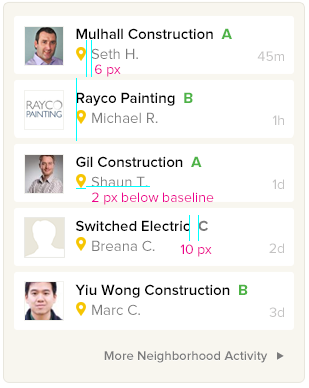 Mulhall Construction A
Seth H.
45m
6 px
RAYCO
PAINTING
Rayco Painting B
Michael R.
1h
Gil Construction A
Shaun T.
1d
2 px below baseline
Switched Electric C
Breana C.
10 px
2d
Yiu Wong Construction B
Marc C.
3d
More Neighborhood Activity